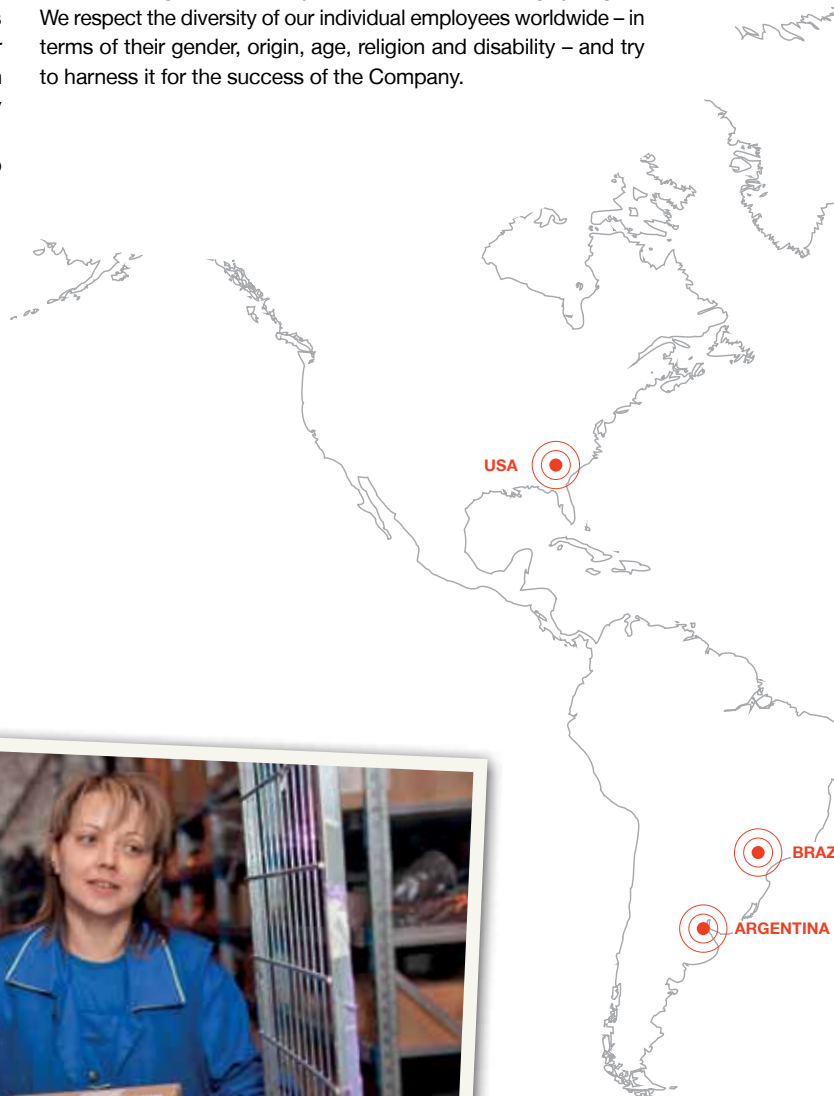 We respect the diversity of our individual employees worldwide – in
terms of their gender, origin, age, religion and disability – and try
to harness it for the success of the Company.
USA
BRAZ
ARGENTINA